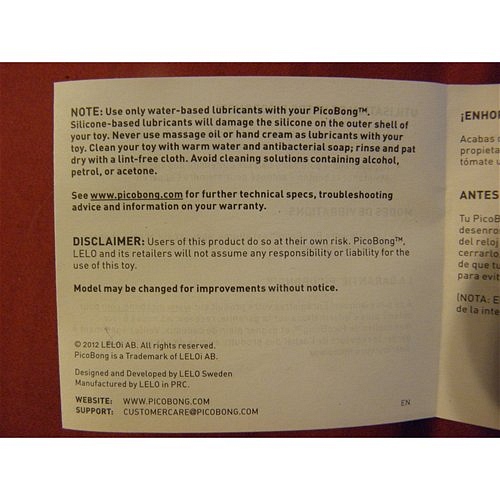 NOTE: Use only water-based lubricants with your PicoBong™.
Silicone-based lubricants will damage the silicone on the outer shell of
your toy. Never use massage oil or hand cream as lubricants with your
toy. Clean your toy with warm water and antibacterial soap; rinse and pat
dry with a lint-free cloth. Avoid cleaning solutions containing alcohol,
petrol, or acetone.
See www.picobong.com for further technical specs, troubleshooting
advice and information on your warranty.
DISCLAIMER: Users of this product do so at their own risk. PicoBong™,
LELO and its retailers will not assume any responsibility or liability for the
use of this toy.
Model may be changed for improvements without notice.
© 2012 LELOi AB. All rights reserved.
PicoBong is a Trademark of LELOi AB.
Designed and Developed by LELO Sweden
Manufactured by LELO in PRC.
WEBSITE: WWW.PICOBONG.COM
SUPPORT: CUSTOMERCARE@PICOBONG.COM
EN
Acabas
tómate
ANTES
Tu
del reloj
cerrarlo
de que
para
(NOTA:
de la